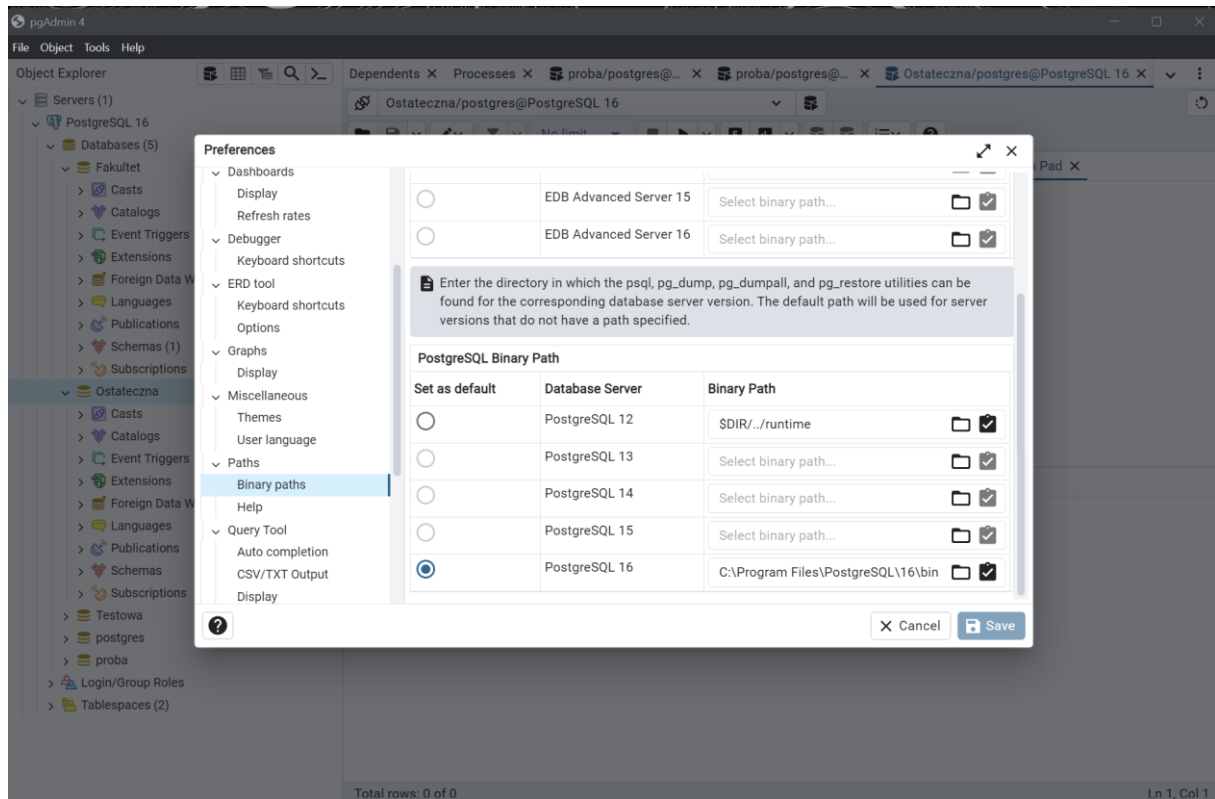 pgAdmin 4
File Object Tools Help
Object Explorer
Dependents Processes proba/postgres@... proba/postgres@... Ostateczna/postgres@PostgreSQL 16
Servers (1)
Ostateczna/postgres@PostgreSQL 16
PostgreSQL 16
No limit
Databases (5)
Fakultet
Pad
Casts
Catalogs
Event Triggers
Extensions
Foreign Data W
Languages
Publications
Schemas (1)
Subscriptions
Ostateczna
Casts
Catalogs
Event Triggers
Extensions
Foreign Data W
Languages
Publications
Schemas
Subscriptions
Testowa
postgres
proba
Login/Group Roles
Tablespaces (2)
Preferences
Dashboards
Display
Refresh rates
Debugger
Keyboard shortcuts
ERD tool
Keyboard shortcuts
Options
Graphs
Display
Miscellaneous
Themes
User language
Paths
Binary paths
Help
Query Tool
Auto completion
CSV/TXT Output
Display
EDB Advanced Server 15 Select binary path...
EDB Advanced Server 16 Select binary path...
Enter the directory in which the psql, pg_dump, pg_dumpall, and pg_restore utilities can be
found for the corresponding database server version. The default path will be used for server
versions that do not have a path specified.
PostgreSQL Binary Path
Set as default Database Server Binary Path
PostgreSQL 12 $DIR/../runtime
PostgreSQL 13 Select binary path...
PostgreSQL 14 Select binary path...
PostgreSQL 15 Select binary path...
PostgreSQL 16 C:\Program Files\PostgreSQL\16\bin
Cancel Save
Total rows: 0 of 0 Ln 1, Col 1